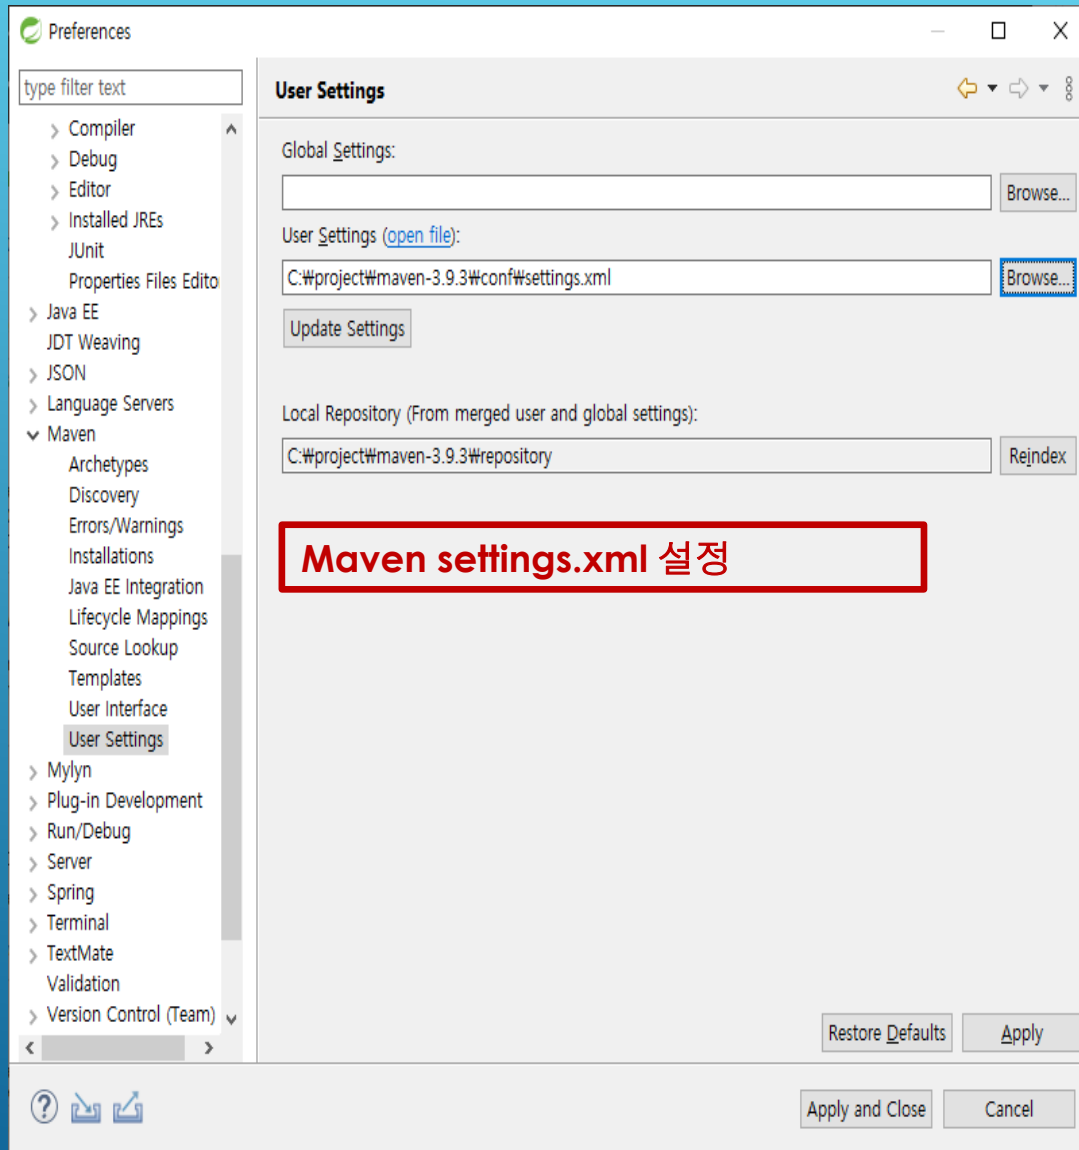 Preferences
type filter text
Compiler
Debug
Editor
Installed JREs
JUnit
Properties Files Edito
Java EE
JDT Weaving
JSON
Language Servers
Maven
Archetypes
Discovery
Errors/Warnings
Installations
Java EE Integration
Lifecycle Mappings
Source Lookup
Templates
User Interface
User Settings
Mylyn
Plug-in Development
Run/Debug
Server
Spring
Terminal
TextMate
Validation
Version Control (Team)
User Settings
Global Settings:
Browse...
User Settings (open file):
C:₩project₩maven-3.9.3₩conf₩settings.xml
Browse...
Update Settings
Local Repository (From merged user and global settings):
C:₩project₩maven-3.9.3₩repository
Reindex
Maven settings.xml 설정
Restore Defaults
Apply
Apply and Close
Cancel